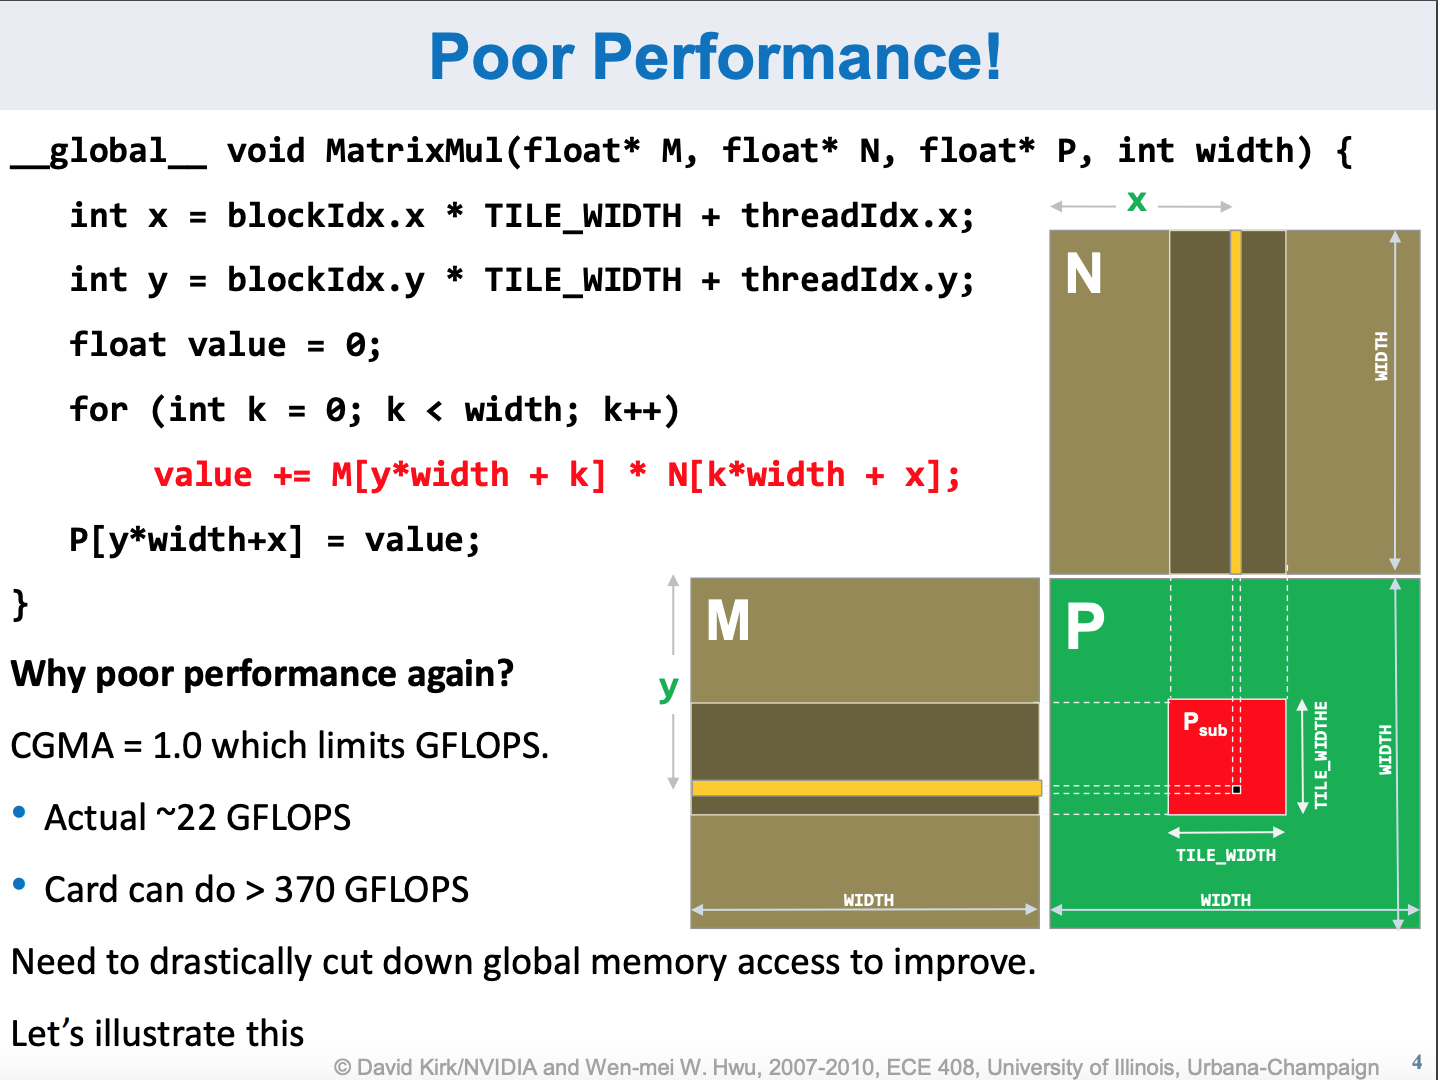 Poor Performance!
__global__ void MatrixMul(float* M, float* N, float* P, int width) {
int x = blockIdx.x * TILE_WIDTH + threadIdx.x;
int y = blockIdx.y * TILE_WIDTH + threadIdx.y;
float value = 0;
for (int k = 0; k < width; k++)
value += M[y*width + k] * N[k*width + x];
P[y*width+x] = value;
}
Why poor performance again?
CGMA = 1.0 which limits GFLOPS.
• Actual ~22 GFLOPS
• Card can do > 370 GFLOPS
Need to drastically cut down global memory access to improve.
Let’s illustrate this
x
N
WIDTH
y
M
WIDTH
P
Psub
TILE_WIDTHE
WIDTH
TILE_WIDTH
WIDTH
© David Kirk/NVIDIA and Wen-mei W. Hwu, 2007-2010, ECE 408, University of Illinois, Urbana-Champaign
4